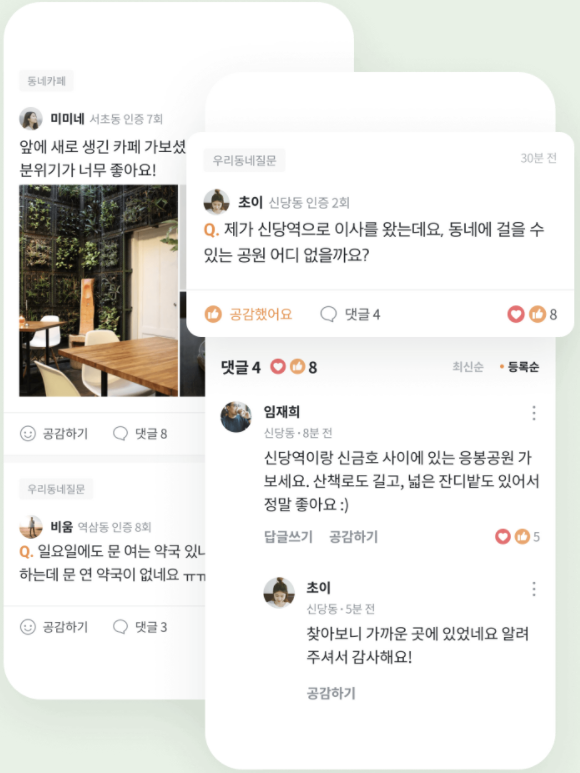 동네카페
미미네 서초동 인증 7회
앞에 새로 생긴 카페 가보셨
분위기가 너무 좋아요!
공감하기 댓글 8
우리동네질문
비움 역삼동 인증 8회
Q. 일요일에도 문 여는 약국 있나
하는데 문 연 약국이 없네요 ㅠㅠ
공감하기 댓글 3
우리동네질문 30분 전
초이 신당동 인증 2회
Q. 제가 신당역으로 이사를 왔는데요, 동네에 걸을 수
있는 공원 어디 없을까요?
공감했어요 댓글 4 8
댓글 4 8 최신순 • 등록순
임재희
신당동 · 8분 전
신당역이랑 신금호 사이에 있는 응봉공원 가
보세요. 산책로도 길고, 넓은 잔디밭도 있어서
정말 좋아요 :)
답글쓰기 공감하기 5
초이
신당동 · 5분 전
찾아보니 가까운 곳에 있었네요 알려
주셔서 감사해요!
공감하기